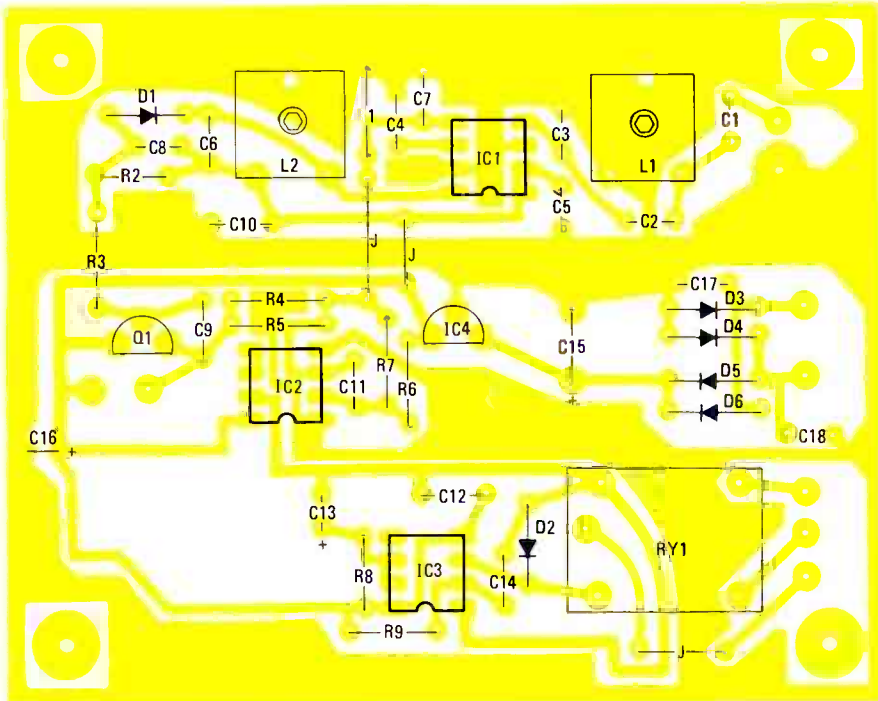 D1
C7
1
C4
C6
C3
C1
C8
L2
IC1
L1
R2
C10
C5
C2
R3
J
J
C17
R4
D3
C9
R5
D4
Q1
IC4
C15
R7
IC2
C11
R6
D5
D6
C16
+
+
C18
C13
C12
D2
+
R8
IC3
C14
RY1
R9
J